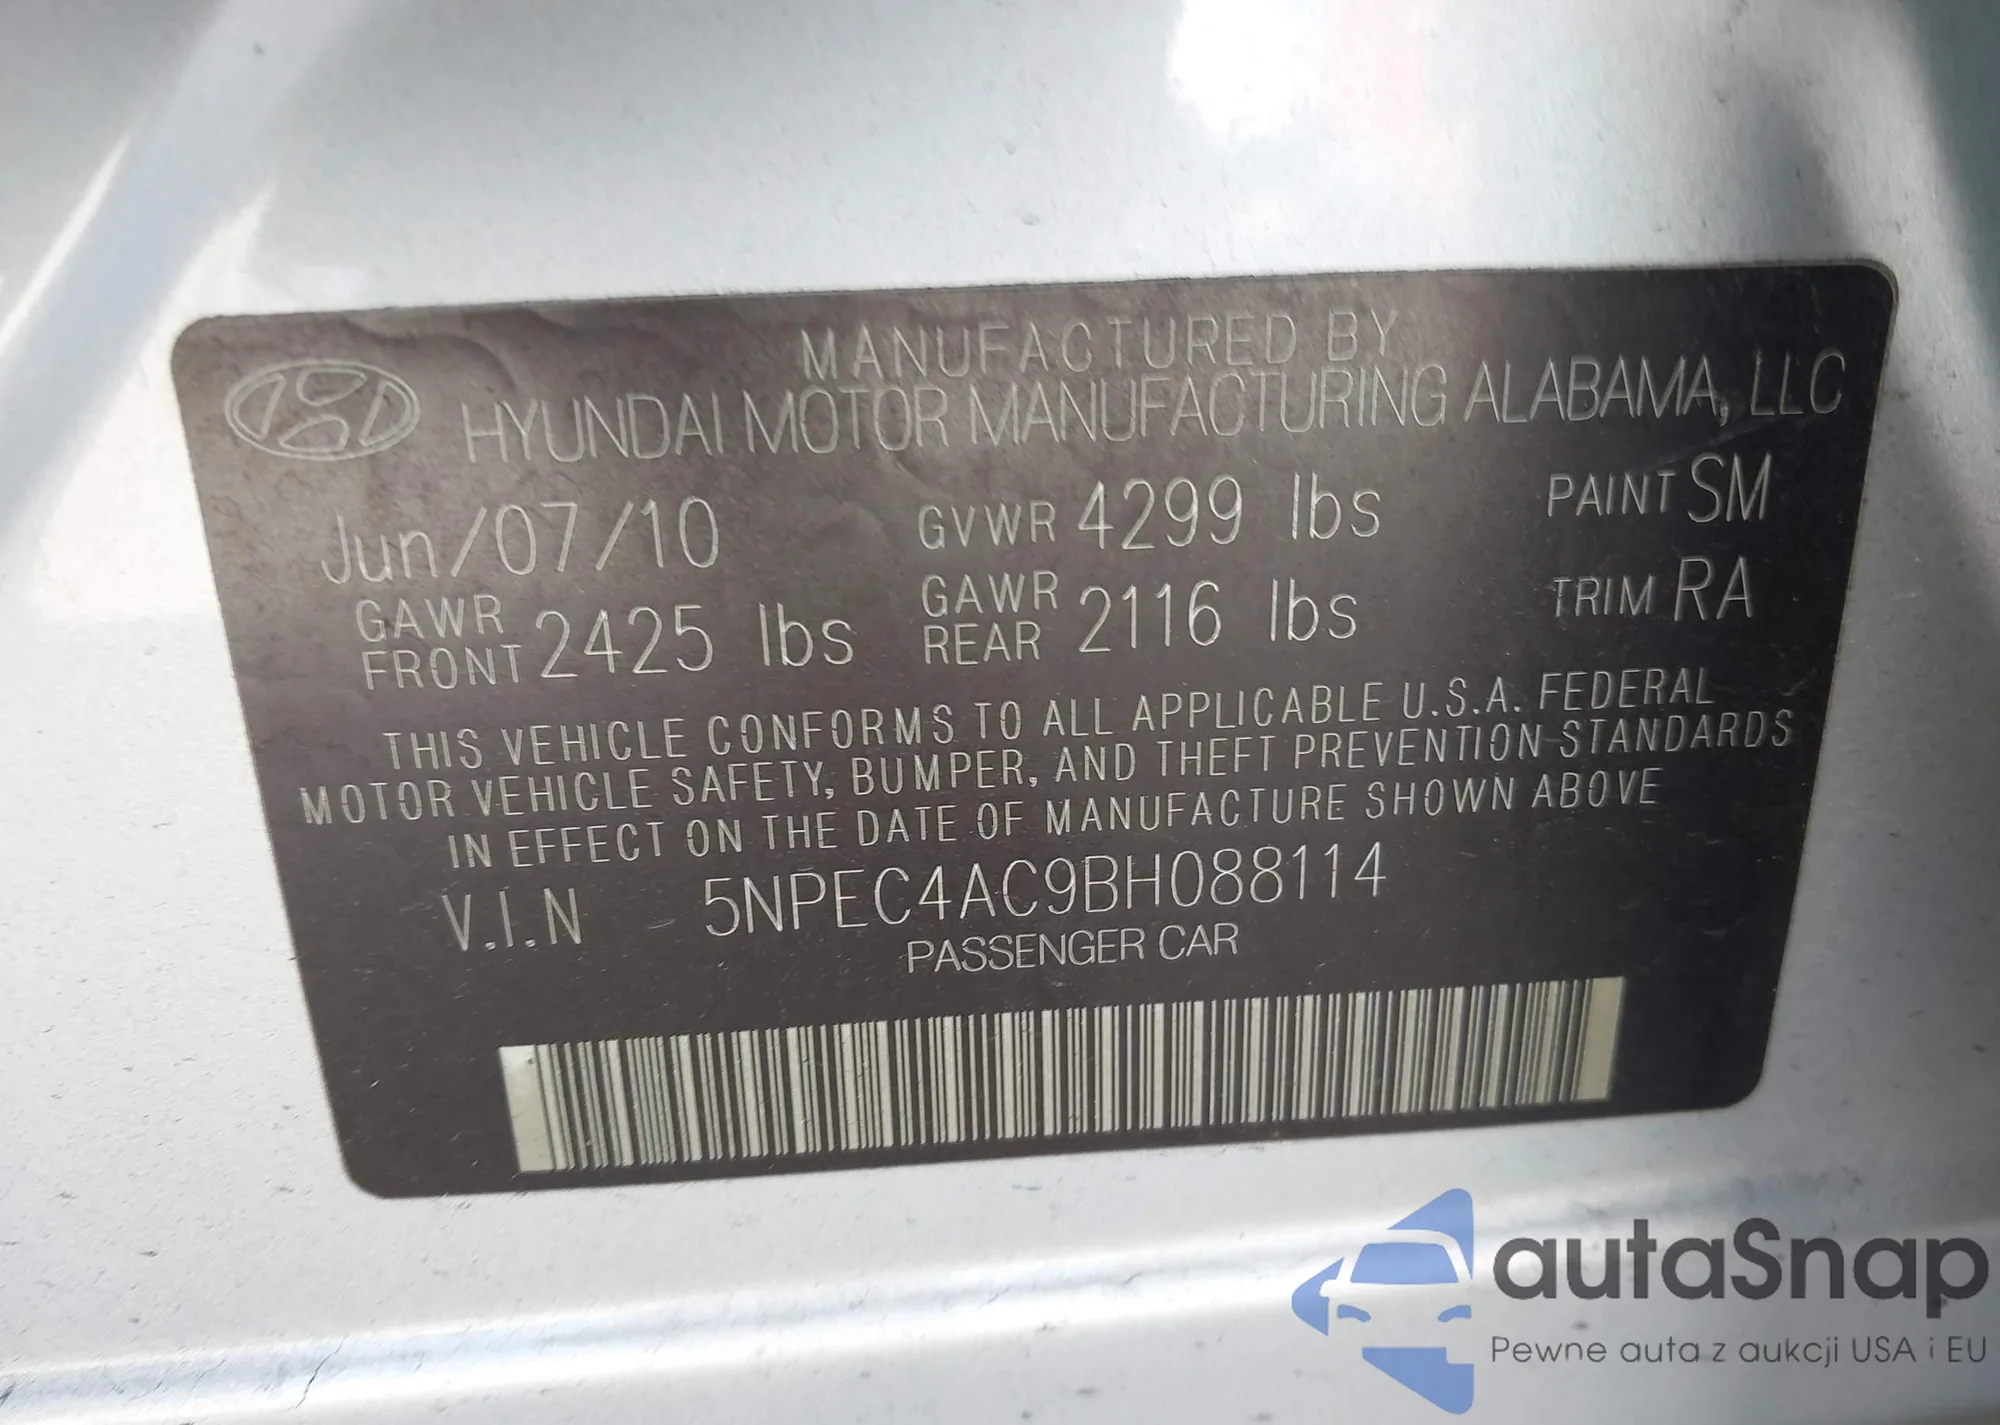 MANUFACTURED BY
HYUNDAI MOTOR MANUFACTURING ALABAMA, LLC
Jun/07/10 GVWR 4299 lbs PAINT SM
GAWR FRONT 2425 lbs GAWR REAR 2116 lbs TRIM RA
THIS VEHICLE CONFORMS TO ALL APPLICABLE U.S.A. FEDERAL
MOTOR VEHICLE SAFETY, BUMPER, AND THEFT PREVENTION STANDARDS
IN EFFECT ON THE DATE OF MANUFACTURE SHOWN ABOVE
V.I.N 5NPEC4AC9BH088114
PASSENGER CAR
autaSnap
Pewne auta z aukcji USA i EU